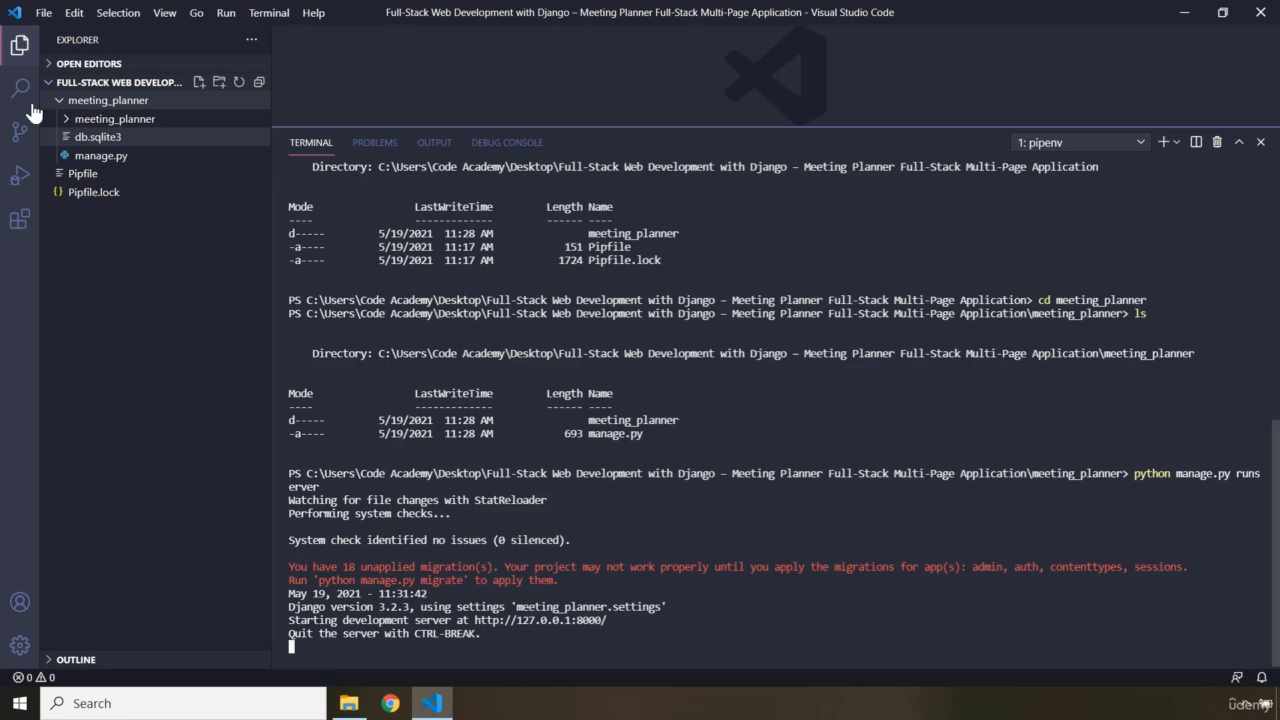 File Edit Selection View Go Run Terminal Help
Full-Stack Web Development with Django – Meeting Planner Full-Stack Multi-Page Application - Visual Studio Code
EXPLORER
OPEN EDITORS
FULL-STACK WEB DEVELOP...
meeting_planner
meeting_planner
db.sqlite3
manage.py
Pipfile
Pipfile.lock
OUTLINE
TERMINAL PROBLEMS OUTPUT DEBUG CONSOLE
1: pipenv
Directory: C:\Users\Code Academy\Desktop\Full-Stack Web Development with Django – Meeting Planner Full-Stack Multi-Page Application
Mode LastWriteTime Length Name
---- ------------- ------ ----
d----- 5/19/2021 11:28 AM meeting_planner
-a---- 5/19/2021 11:17 AM 151 Pipfile
-a---- 5/19/2021 11:17 AM 1724 Pipfile.lock
PS C:\Users\Code Academy\Desktop\Full-Stack Web Development with Django – Meeting Planner Full-Stack Multi-Page Application> cd meeting_planner
PS C:\Users\Code Academy\Desktop\Full-Stack Web Development with Django – Meeting Planner Full-Stack Multi-Page Application\meeting_planner> ls
Directory: C:\Users\Code Academy\Desktop\Full-Stack Web Development with Django – Meeting Planner Full-Stack Multi-Page Application\meeting_planner
Mode LastWriteTime Length Name
---- ------------- ------ ----
d----- 5/19/2021 11:28 AM meeting_planner
-a---- 5/19/2021 11:28 AM 693 manage.py
PS C:\Users\Code Academy\Desktop\Full-Stack Web Development with Django – Meeting Planner Full-Stack Multi-Page Application\meeting_planner> python manage.py runs
erver
Watching for file changes with StatReloader
Performing system checks...
System check identified no issues (0 silenced).
You have 18 unapplied migration(s). Your project may not work properly until you apply the migrations for app(s): admin, auth, contenttypes, sessions.
Run 'python manage.py migrate' to apply them.
May 19, 2021 - 11:31:42
Django version 3.2.3, using settings 'meeting_planner.settings'
Starting development server at http://127.0.0.1:8000/
Quit the server with CTRL-BREAK.
0 0
Search
udemy